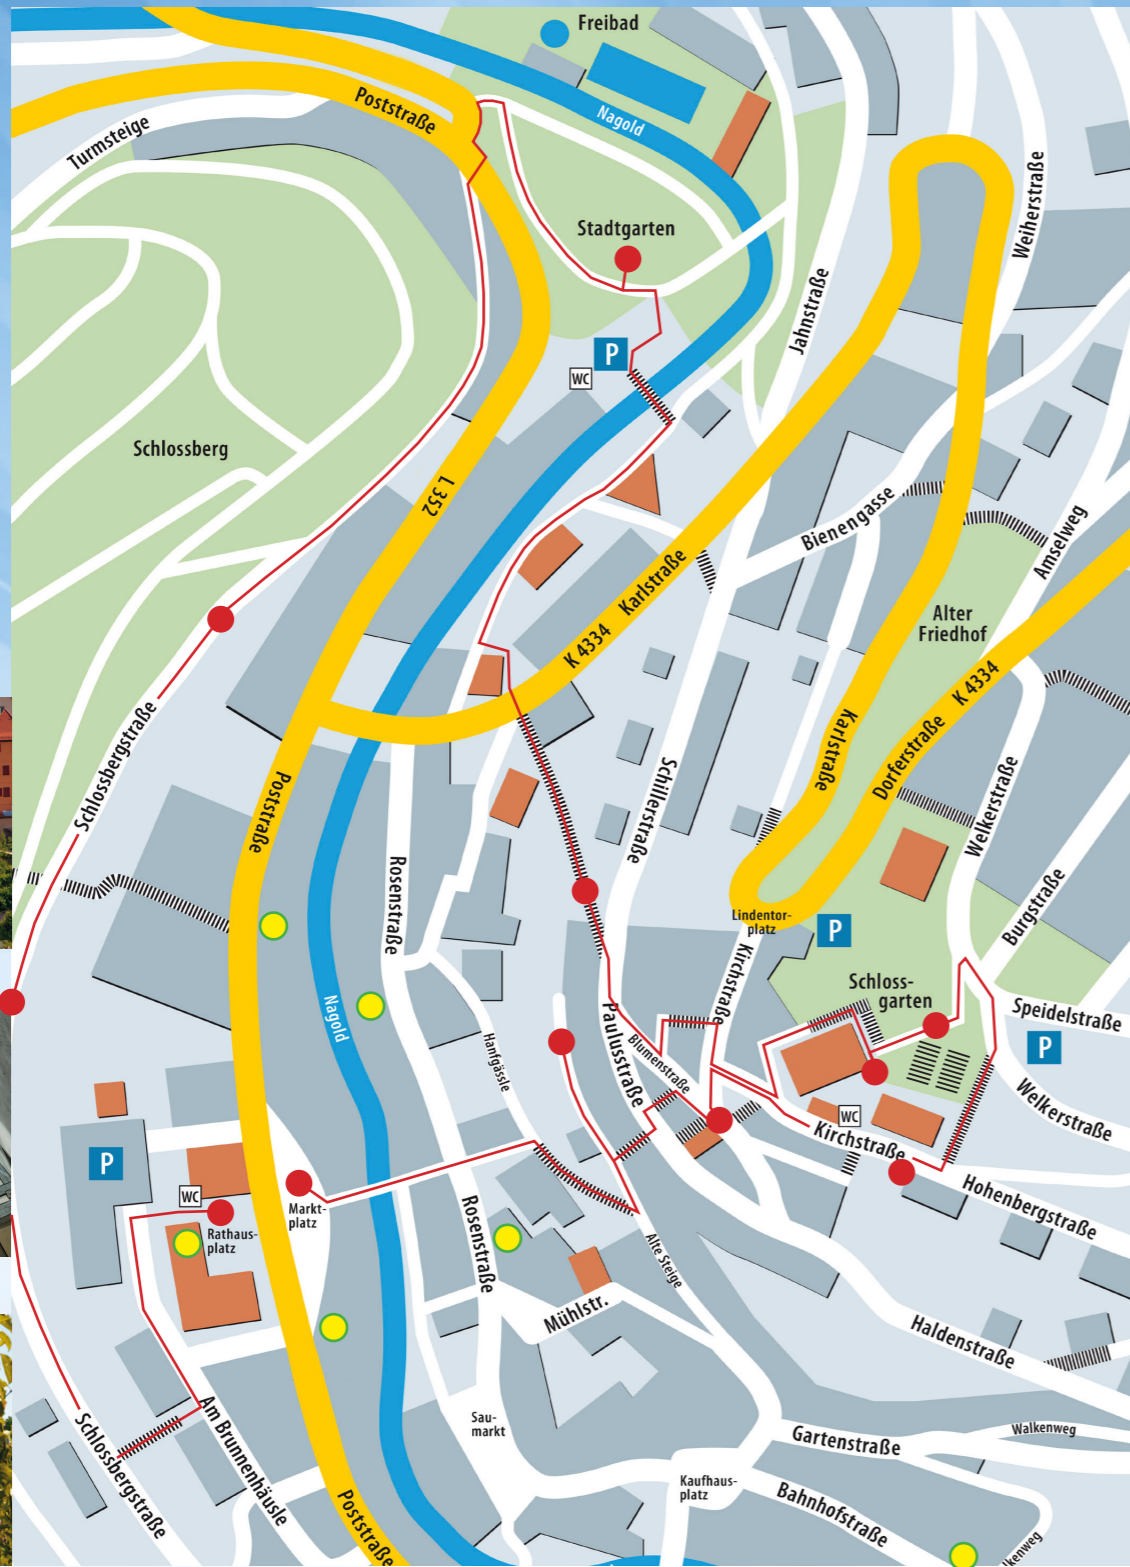 Freibad
Poststraße
Nagold
Turmsteige
Weiherstraße
Stadtgarten
Jahnstraße
P
WC
Schlossberg
L 352
Bienengasse
Amselweg
Karlstraße
K 4334
Alter
Friedhof
K 4334
Dorferstraße
Karlstraße
Schlossbergstraße
Poststraße
Schillerstraße
Welkerstraße
Rosenstraße
Burgstraße
Lindentor-
platz
P
Kirchstraße
Schloss-
garten
Nagold
Speidelstraße
Paulusstraße
Hanfgässle
Blumenstraße
P
Welkerstraße
WC
Kirchstraße
P
WC
Markt-
platz
Rathaus-
platz
Rosenstraße
Hohenbergstraße
Alte Steige
Mühlstr.
Haldenstraße
Am Brunnenhäusle
Schlossbergstraße
Sau-
markt
Gartenstraße
Walkenweg
Kaufhaus-
platz
Bahnhofstraße
Poststraße